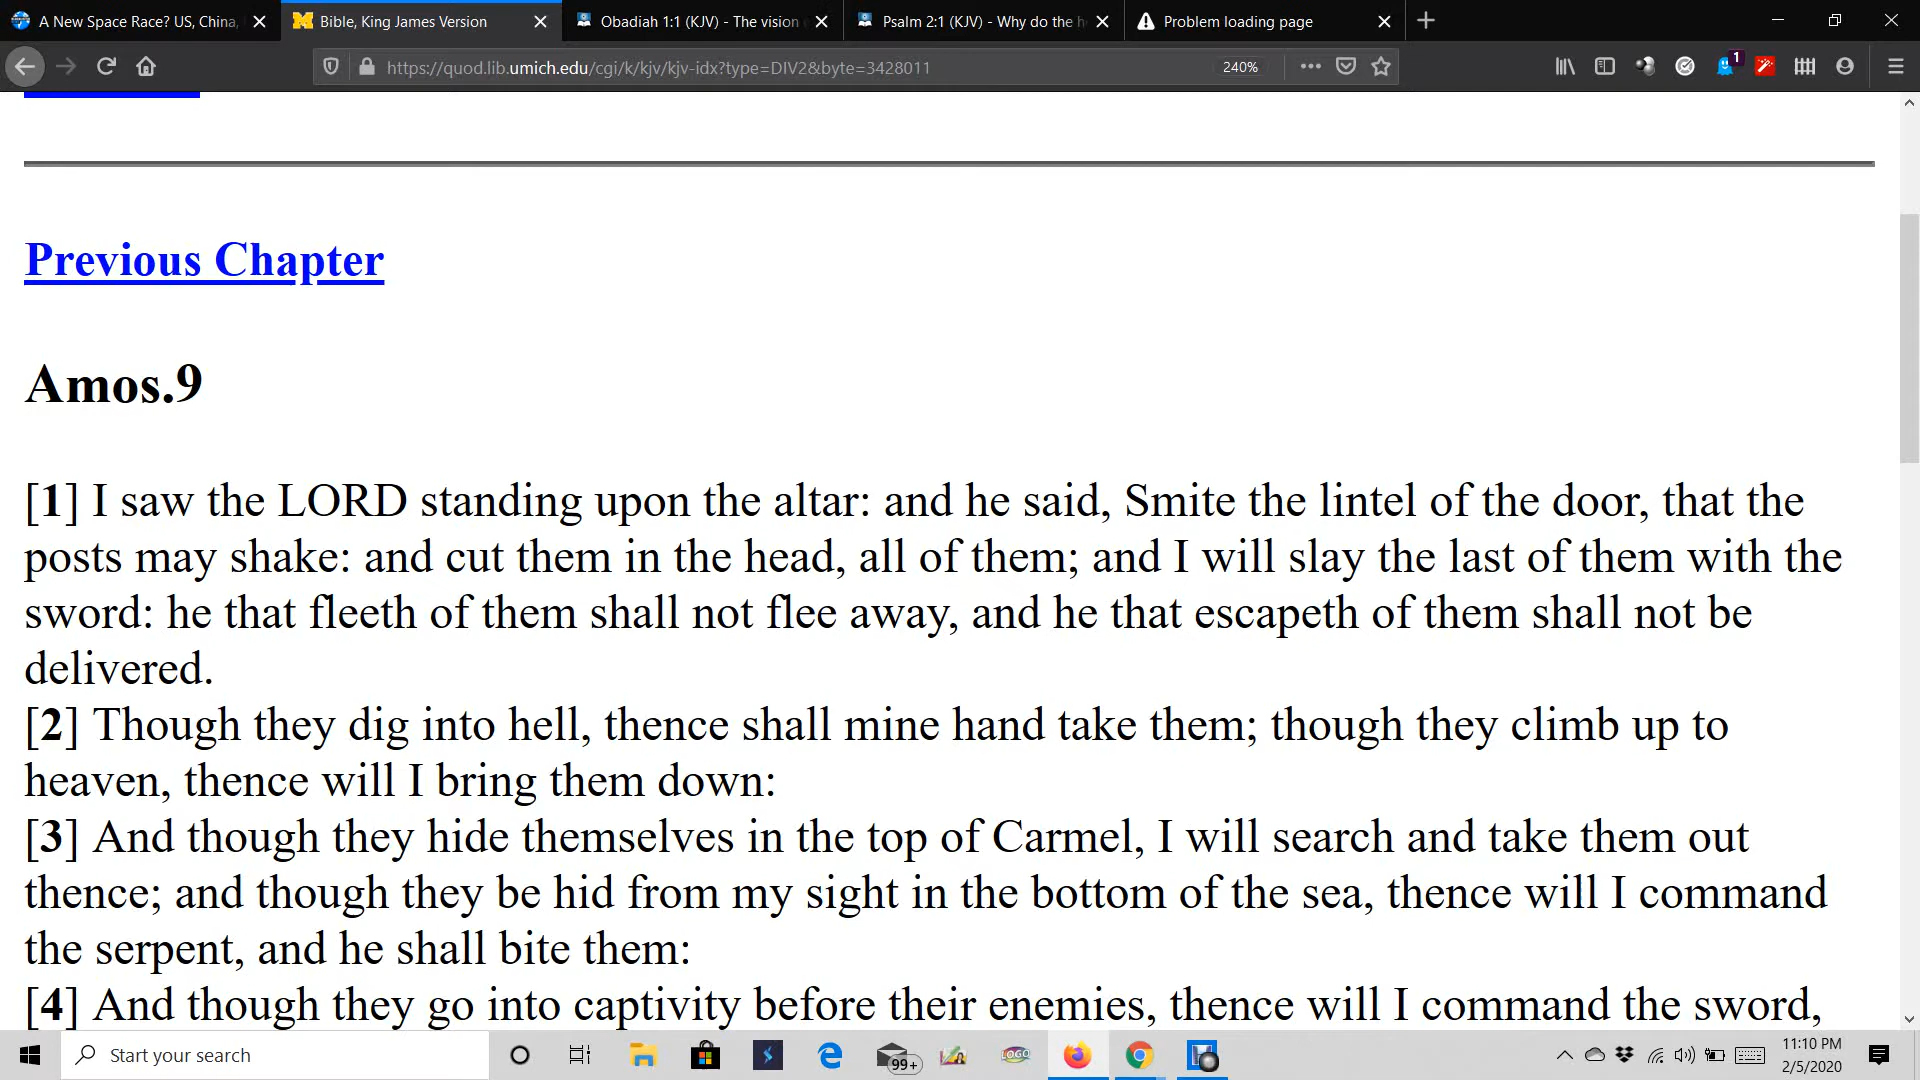 A New Space Race? US, China,
Bible, King James Version
Obadiah 1:1 (KJV) - The vision
Psalm 2:1 (KJV) - Why do the h
Problem loading page
https://quod.lib.umich.edu/cgi/k/kjv/kjv-idx?type=DIV2&byte=3428011
240%
1
Previous Chapter
Amos.9
[1] I saw the LORD standing upon the altar: and he said, Smite the lintel of the door, that the
posts may shake: and cut them in the head, all of them; and I will slay the last of them with the
sword: he that fleeth of them shall not flee away, and he that escapeth of them shall not be
delivered.
[2] Though they dig into hell, thence shall mine hand take them; though they climb up to
heaven, thence will I bring them down:
[3] And though they hide themselves in the top of Carmel, I will search and take them out
thence; and though they be hid from my sight in the bottom of the sea, thence will I command
the serpent, and he shall bite them:
[4] And though they go into captivity before their enemies, thence will I command the sword,
Start your search
99+
LOGO
11:10 PM
2/5/2020